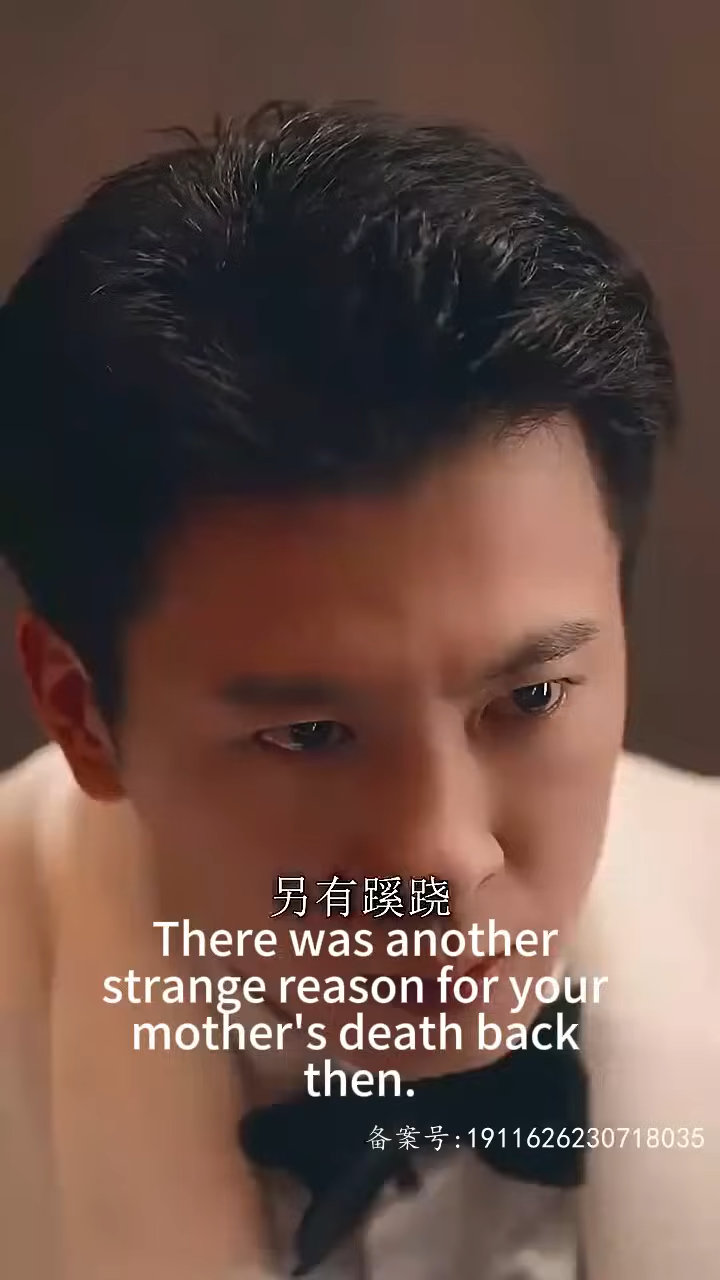 另有蹊跷
There was another
strange reason for your
mother's death back
then.
备案号:1911626230718035